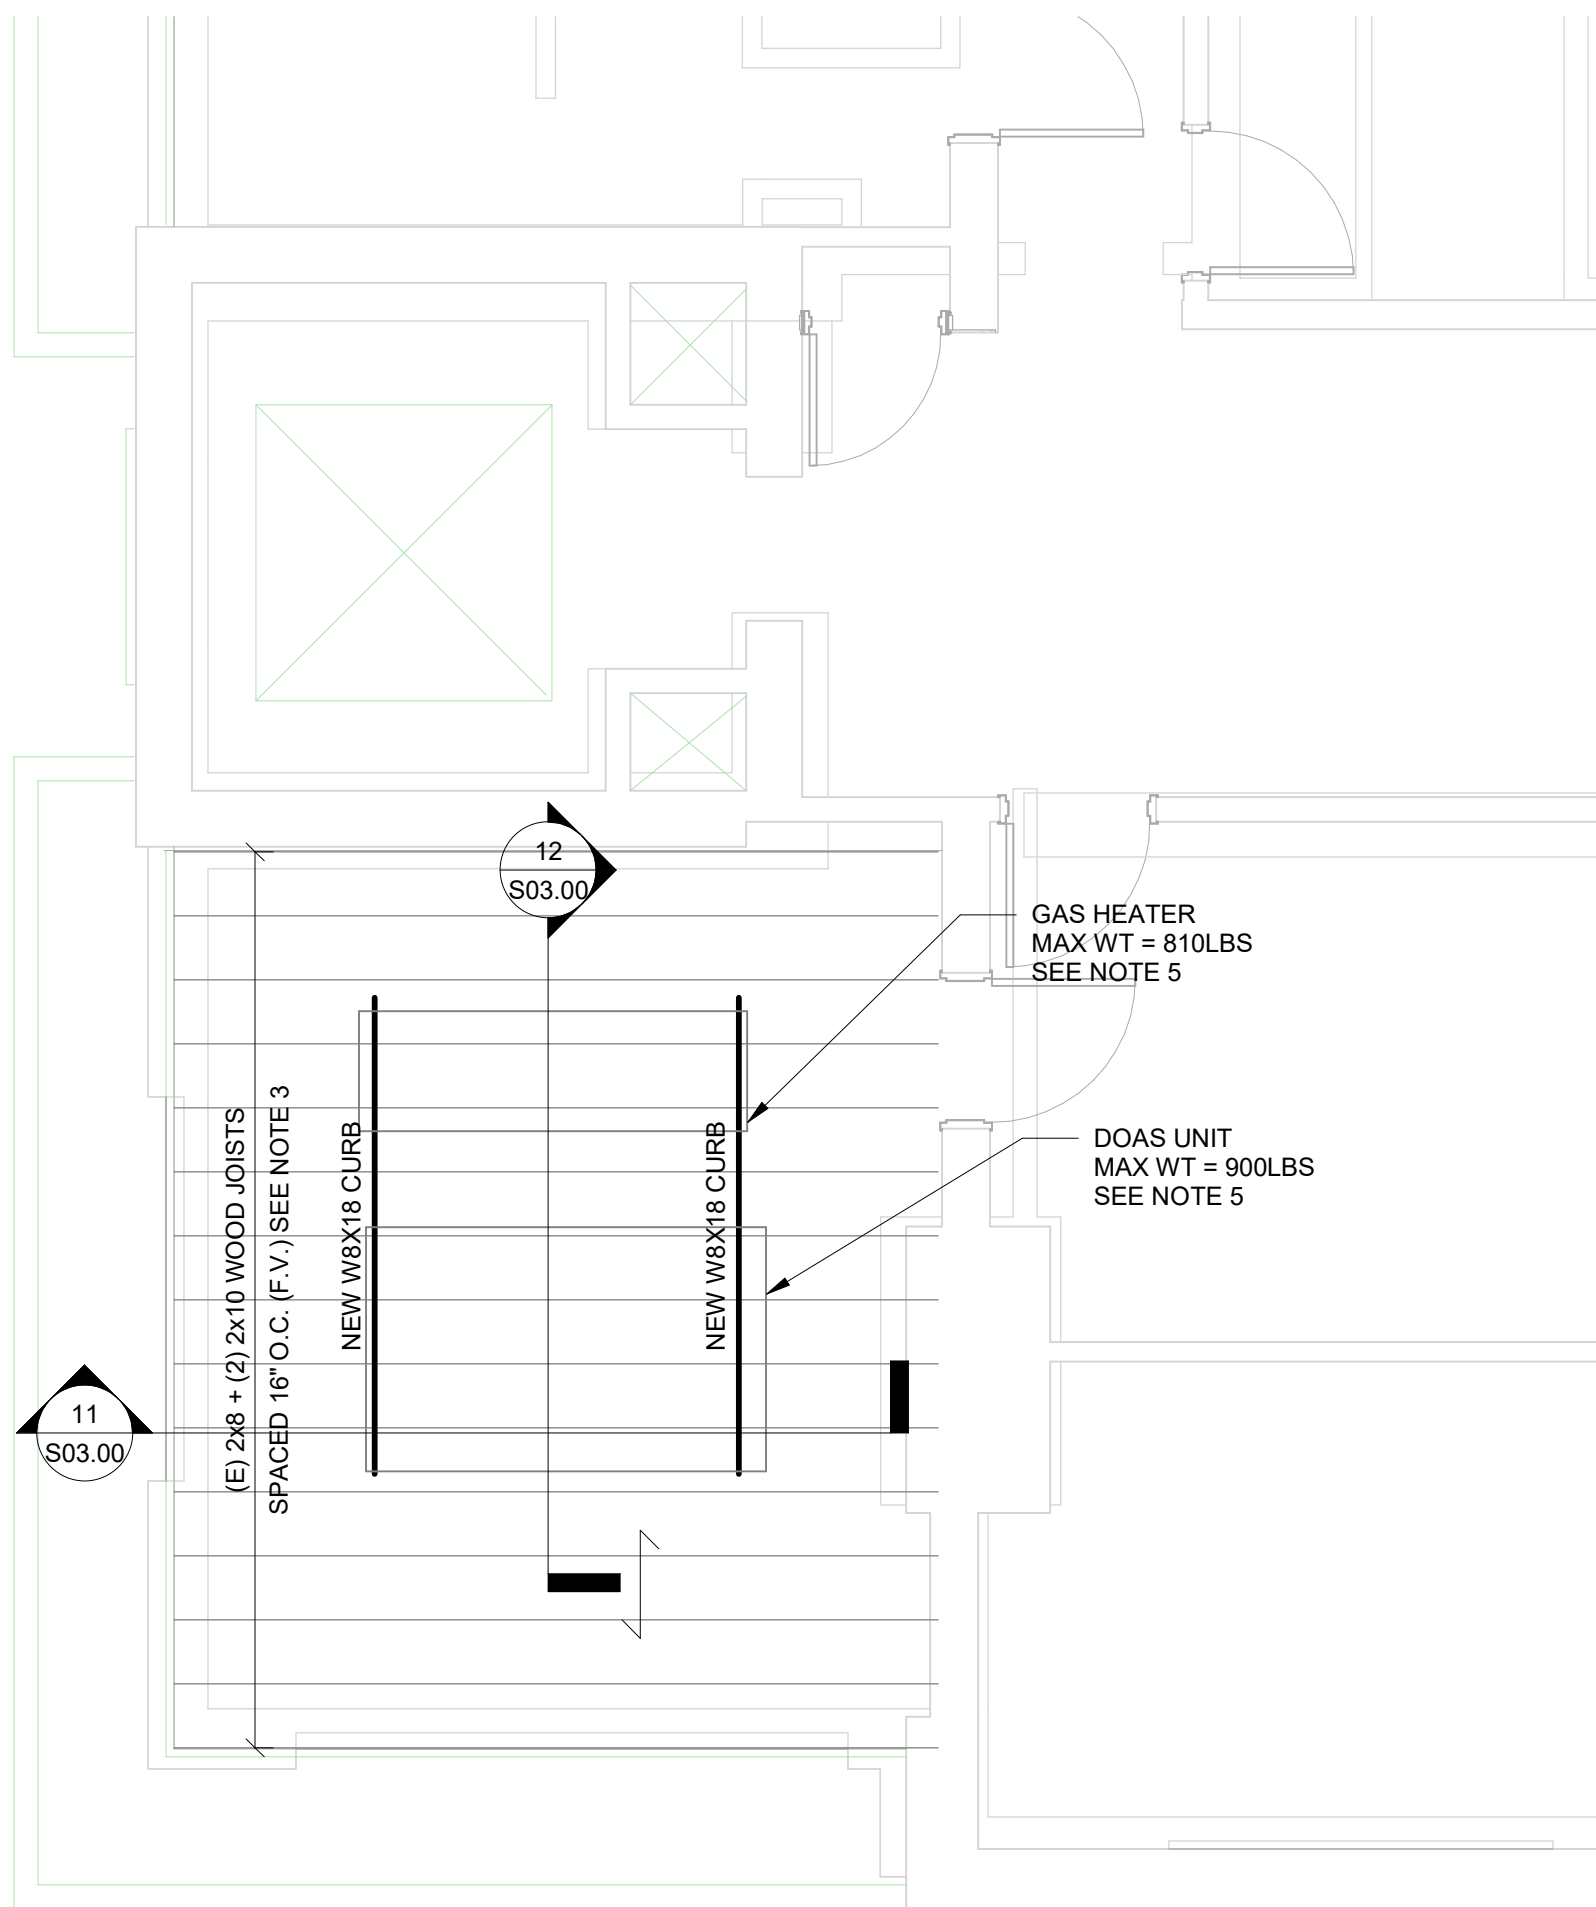 12
S03.00
GAS HEATER
MAX WT = 810LBS
SEE NOTE 5
DOAS UNIT
MAX WT = 900LBS
SEE NOTE 5
(E) 2x8 + (2) 2x10 WOOD JOISTS
SPACED 16" O.C. (F.V.) SEE NOTE 3
NEW W8X18 CURB
NEW W8X18 CURB
11
S03.00